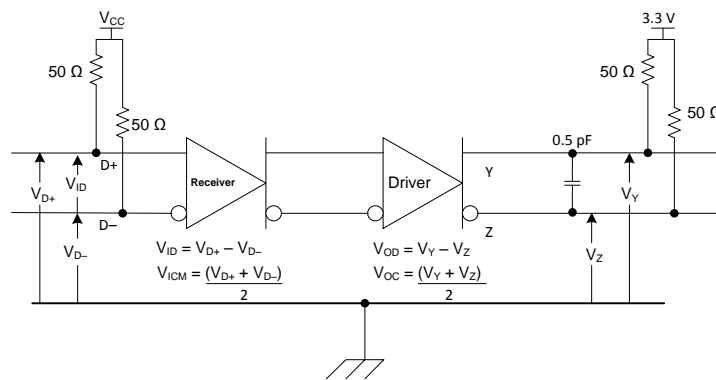 VCC
3.3 V
50 Ω
50 Ω
50 Ω
50 Ω
0.5 pF
D+
Receiver
Driver
Y
VD+
VID
VY
D–
Z
VD–
VZ
VID = VD+ – VD–
VOD = VY – VZ
VICM = (VD+ + VD–)
2
VOC = (VY + VZ)
2